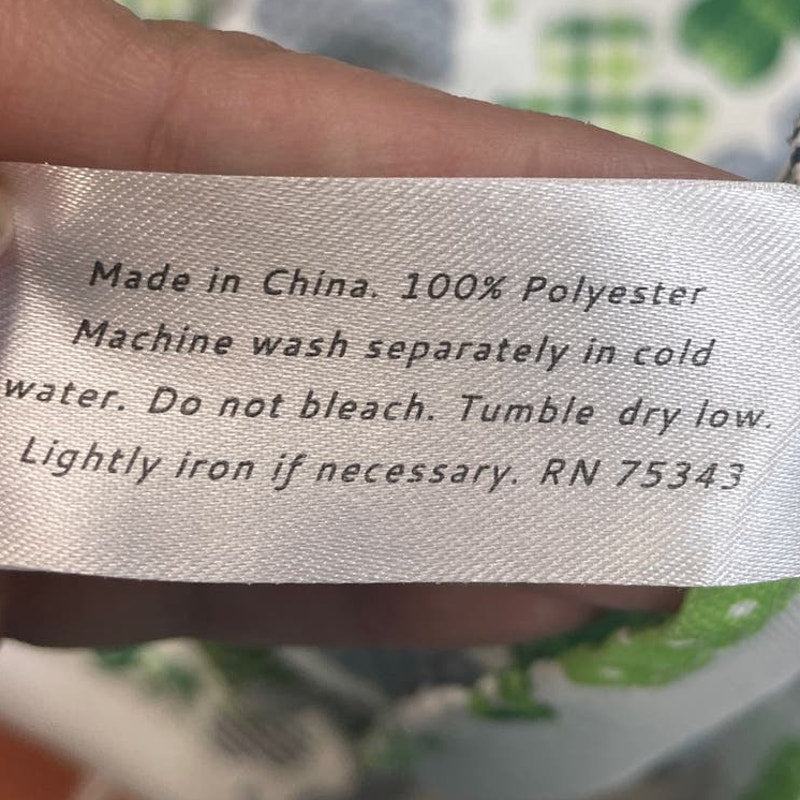 Made in China. 100% Polyester
Machine wash separately in cold
water. Do not bleach. Tumble dry low.
Lightly iron if necessary. RN 75343